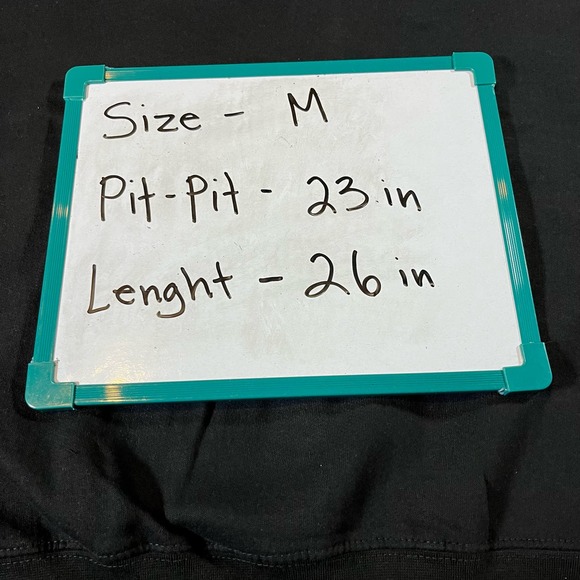 Size - M
Pit-Pit - 23 in
Lenght - 26 in